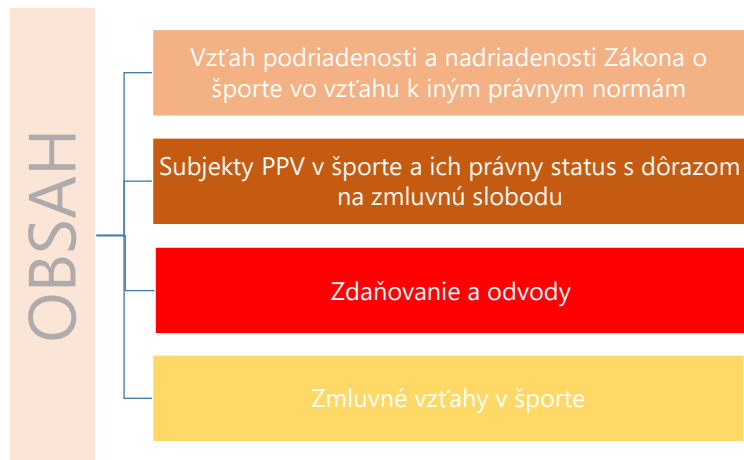 OBSAH
Vzťah podriadenosti a nadriadenosti Zákona o
športe vo vzťahu k iným právnym normám
Subjekty PPV v športe a ich právny status s dôrazom
na zmluvnú slobodu
Zdaňovanie a odvody
Zmluvné vzťahy v športe